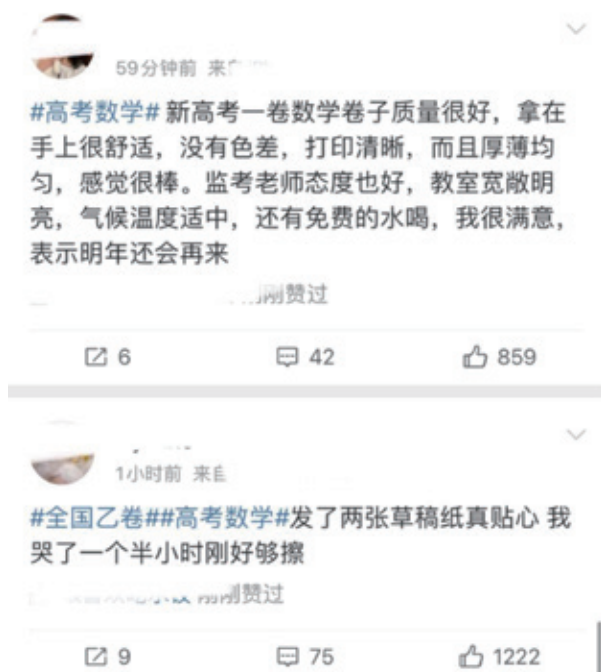 59分钟前 来
#高考数学# 新高考一卷数学卷子质量很好，拿在
手上很舒适，没有色差，打印清晰，而且厚薄均
匀，感觉很棒。监考老师态度也好，教室宽敞明
亮，气候温度适中，还有免费的水喝，我很满意，
表示明年还会再来
刚赞过
6 42 859
1小时前 来自
#全国乙卷##高考数学#发了两张草稿纸真贴心 我
哭了一个半小时刚好够擦
刚刚赞过
9 75 1222